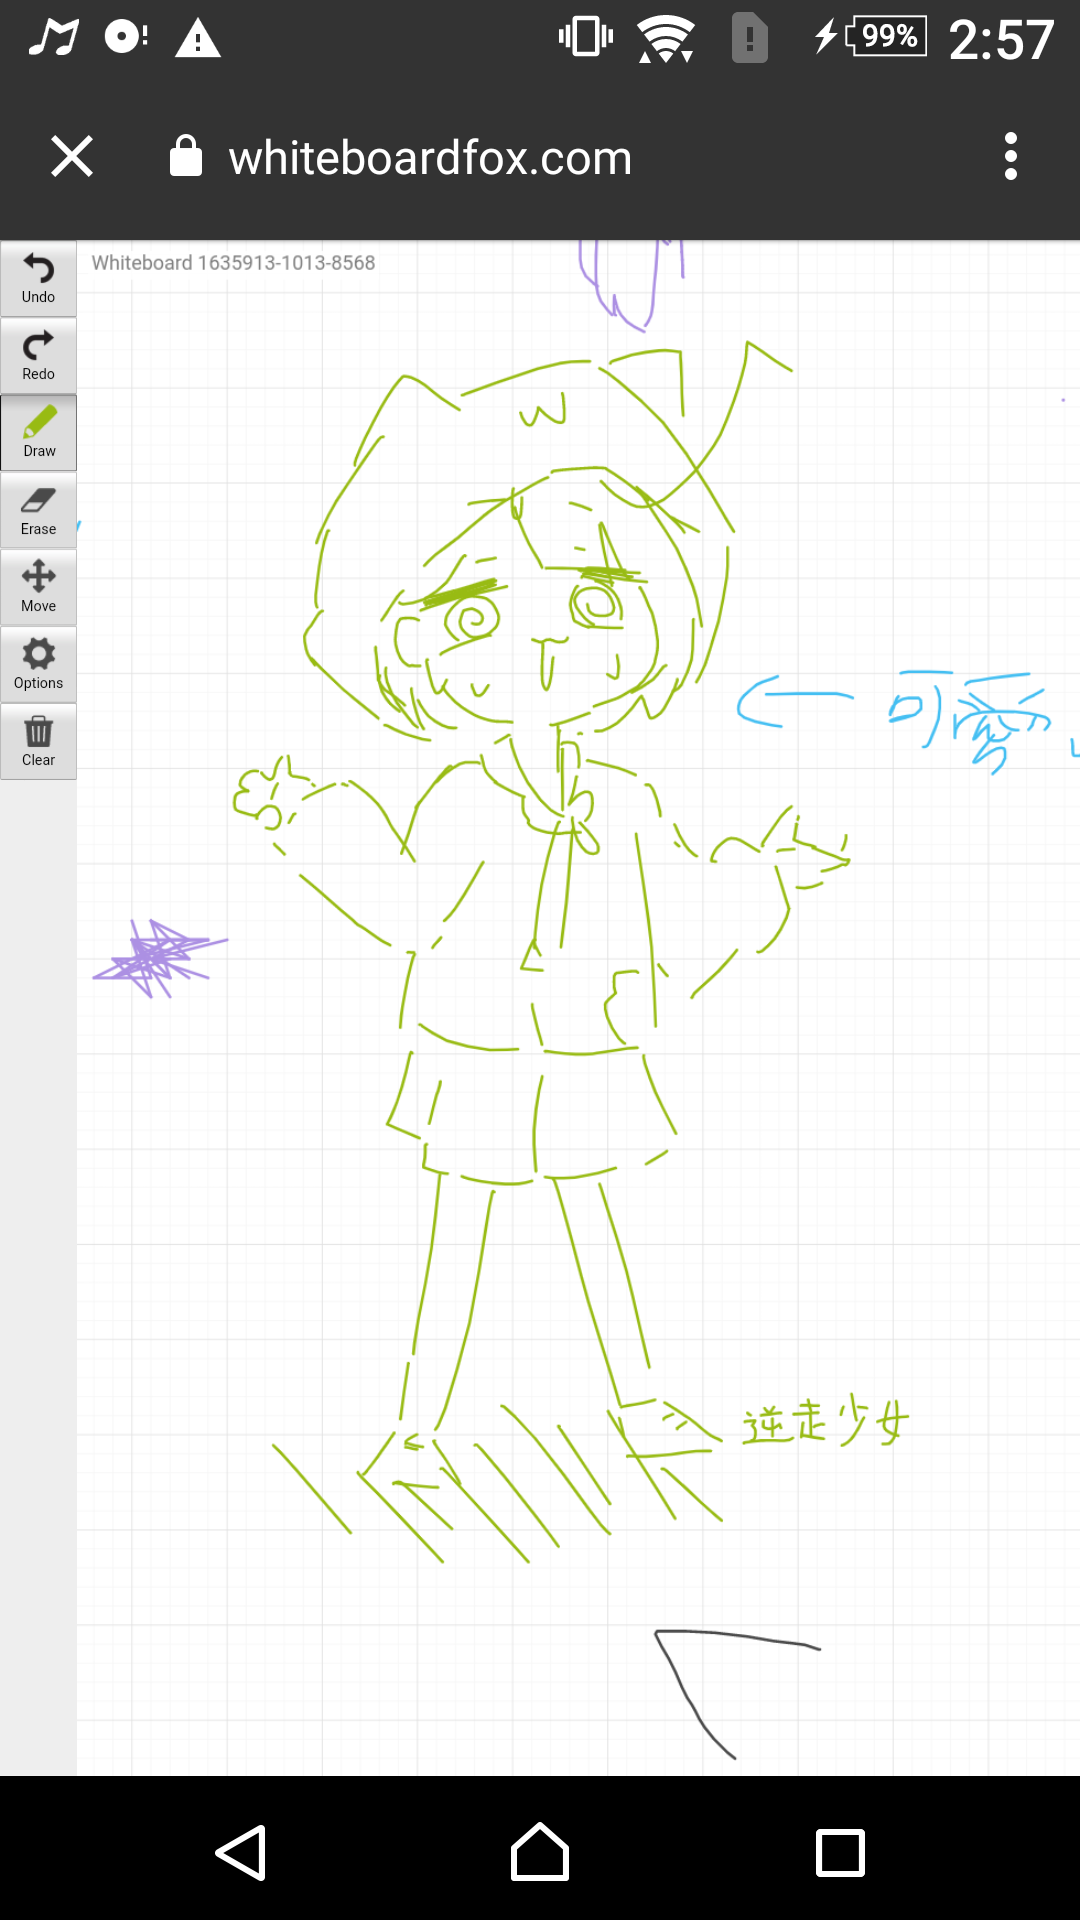 99% 2:57
whiteboardfox.com
Whiteboard 1635913-1013-8568
Undo
Redo
Draw
Erase
Move
Options
Clear
w
可愛
逆走少女